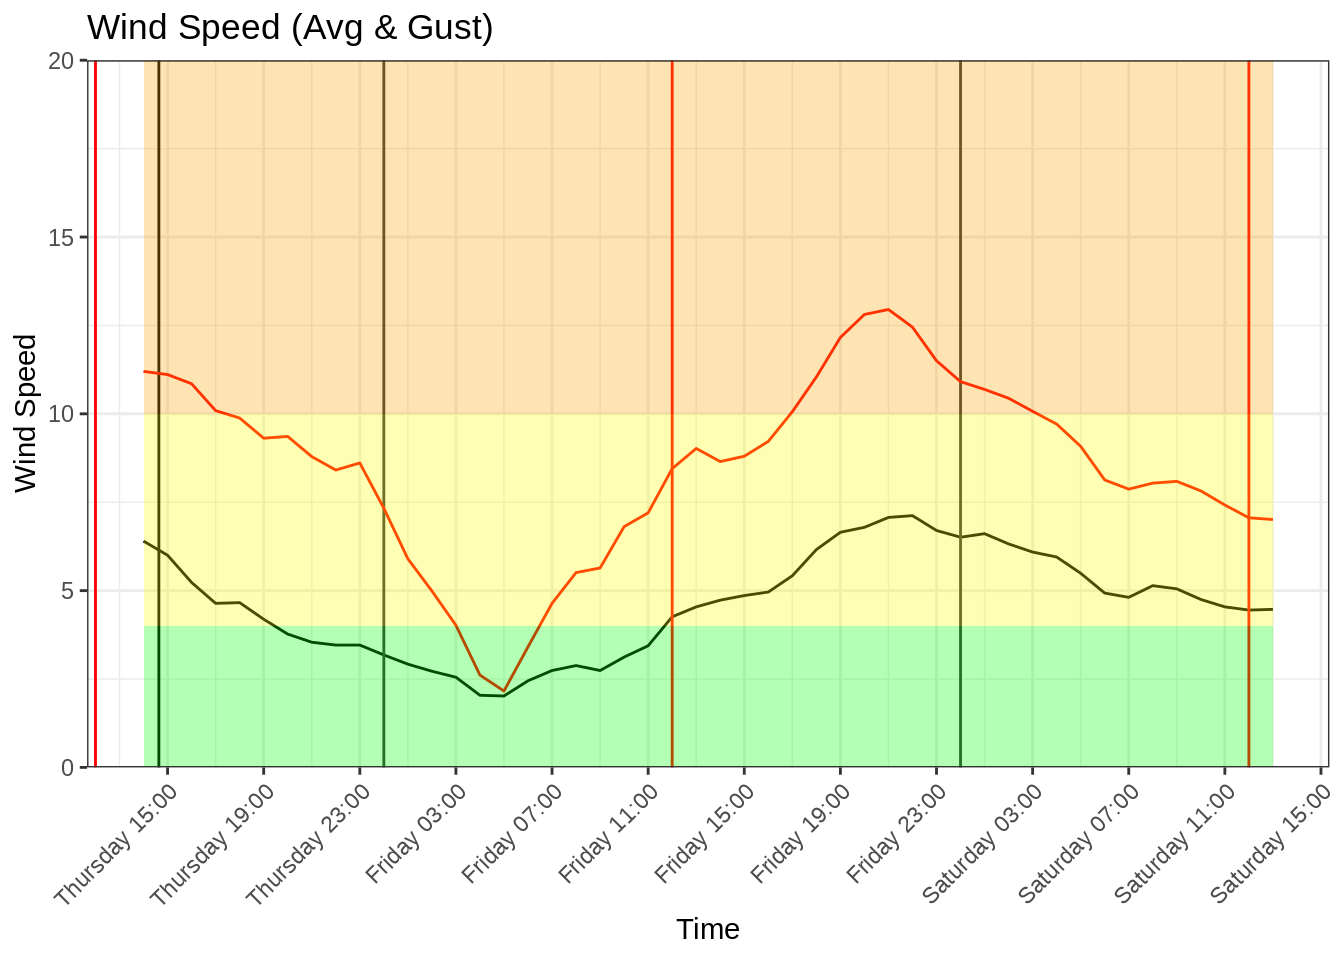 Wind Speed (Avg & Gust)
20
15
10
5
0
Wind Speed
Thursday 15:00
Thursday 19:00
Thursday 23:00
Friday 03:00
Friday 07:00
Friday 11:00
Friday 15:00
Friday 19:00
Friday 23:00
Saturday 03:00
Saturday 07:00
Saturday 11:00
Saturday 15:00
Time